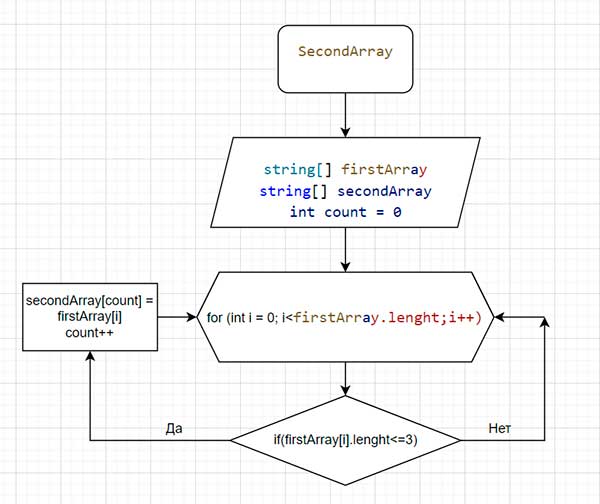 SecondArray
string[] firstArray
string[] secondArray
int count = 0
secondArray[count] =
firstArray[i]
count++
for (int i = 0; i<firstArray.lenght;i++)
Да
if(firstArray[i].lenght<=3)
Нет